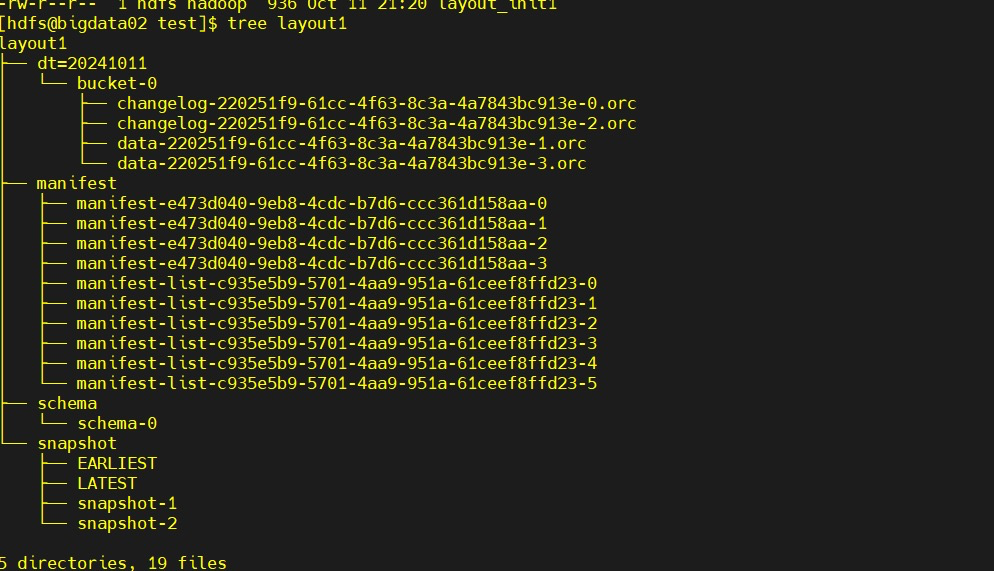 -rw-r--r-- 1 hdfs hadoop 936 Oct 11 21:20 layout_init1
[hdfs@bigdata02 test]$ tree layout1
layout1
├── dt=20241011
│   └── bucket-0
│       ├── changelog-220251f9-61cc-4f63-8c3a-4a7843bc913e-0.orc
│       ├── changelog-220251f9-61cc-4f63-8c3a-4a7843bc913e-2.orc
│       ├── data-220251f9-61cc-4f63-8c3a-4a7843bc913e-1.orc
│       └── data-220251f9-61cc-4f63-8c3a-4a7843bc913e-3.orc
├── manifest
│   ├── manifest-e473d040-9eb8-4cdc-b7d6-ccc361d158aa-0
│   ├── manifest-e473d040-9eb8-4cdc-b7d6-ccc361d158aa-1
│   ├── manifest-e473d040-9eb8-4cdc-b7d6-ccc361d158aa-2
│   ├── manifest-e473d040-9eb8-4cdc-b7d6-ccc361d158aa-3
│   ├── manifest-list-c935e5b9-5701-4aa9-951a-61ceef8ffd23-0
│   ├── manifest-list-c935e5b9-5701-4aa9-951a-61ceef8ffd23-1
│   ├── manifest-list-c935e5b9-5701-4aa9-951a-61ceef8ffd23-2
│   ├── manifest-list-c935e5b9-5701-4aa9-951a-61ceef8ffd23-3
│   ├── manifest-list-c935e5b9-5701-4aa9-951a-61ceef8ffd23-4
│   └── manifest-list-c935e5b9-5701-4aa9-951a-61ceef8ffd23-5
├── schema
│   └── schema-0
└── snapshot
    ├── EARLIEST
    ├── LATEST
    ├── snapshot-1
    └── snapshot-2
5 directories, 19 files